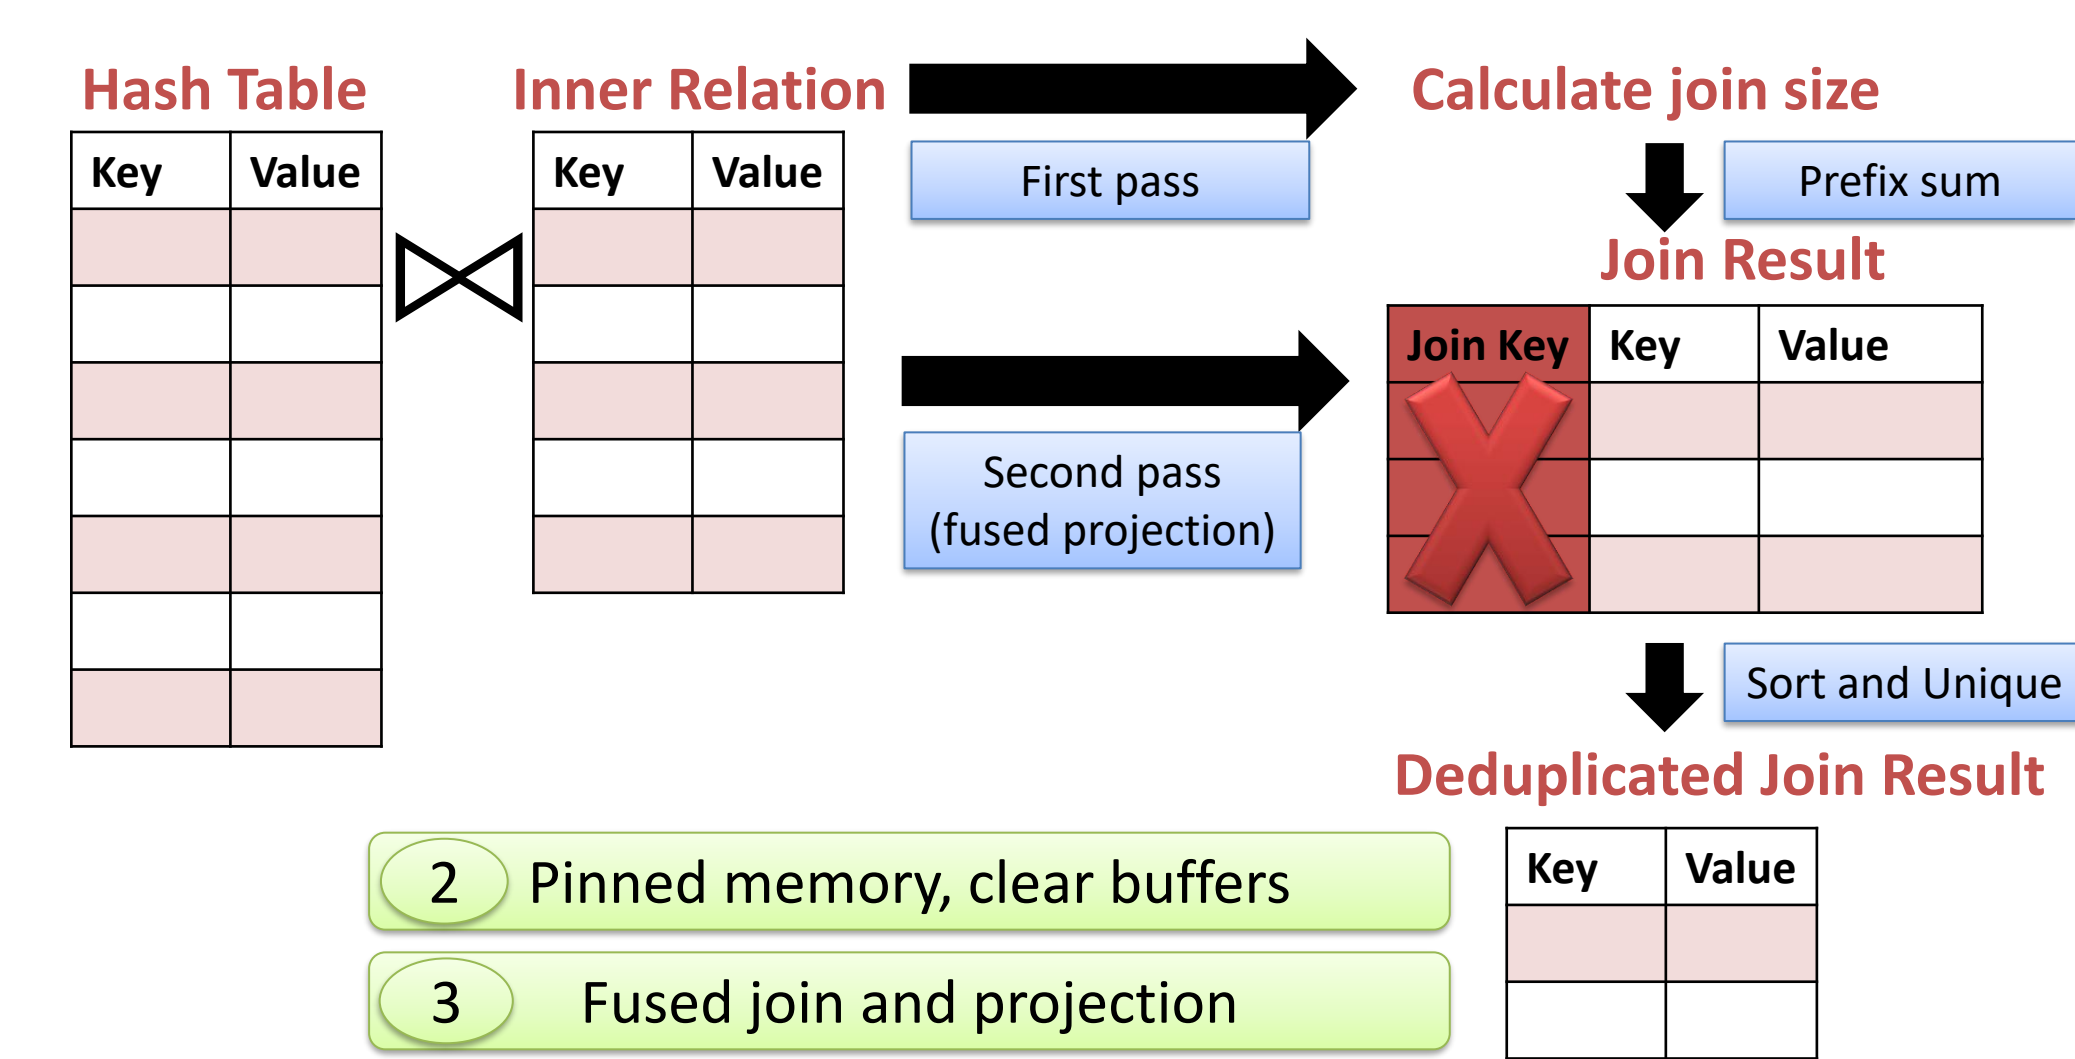 Hash Table
Inner Relation
Calculate join size
Key Value
Key Value
First pass
Prefix sum
Join Result
Join Key Key Value
Second pass
(fused projection)
Sort and Unique
Deduplicated Join Result
Key Value
2 Pinned memory, clear buffers
3 Fused join and projection